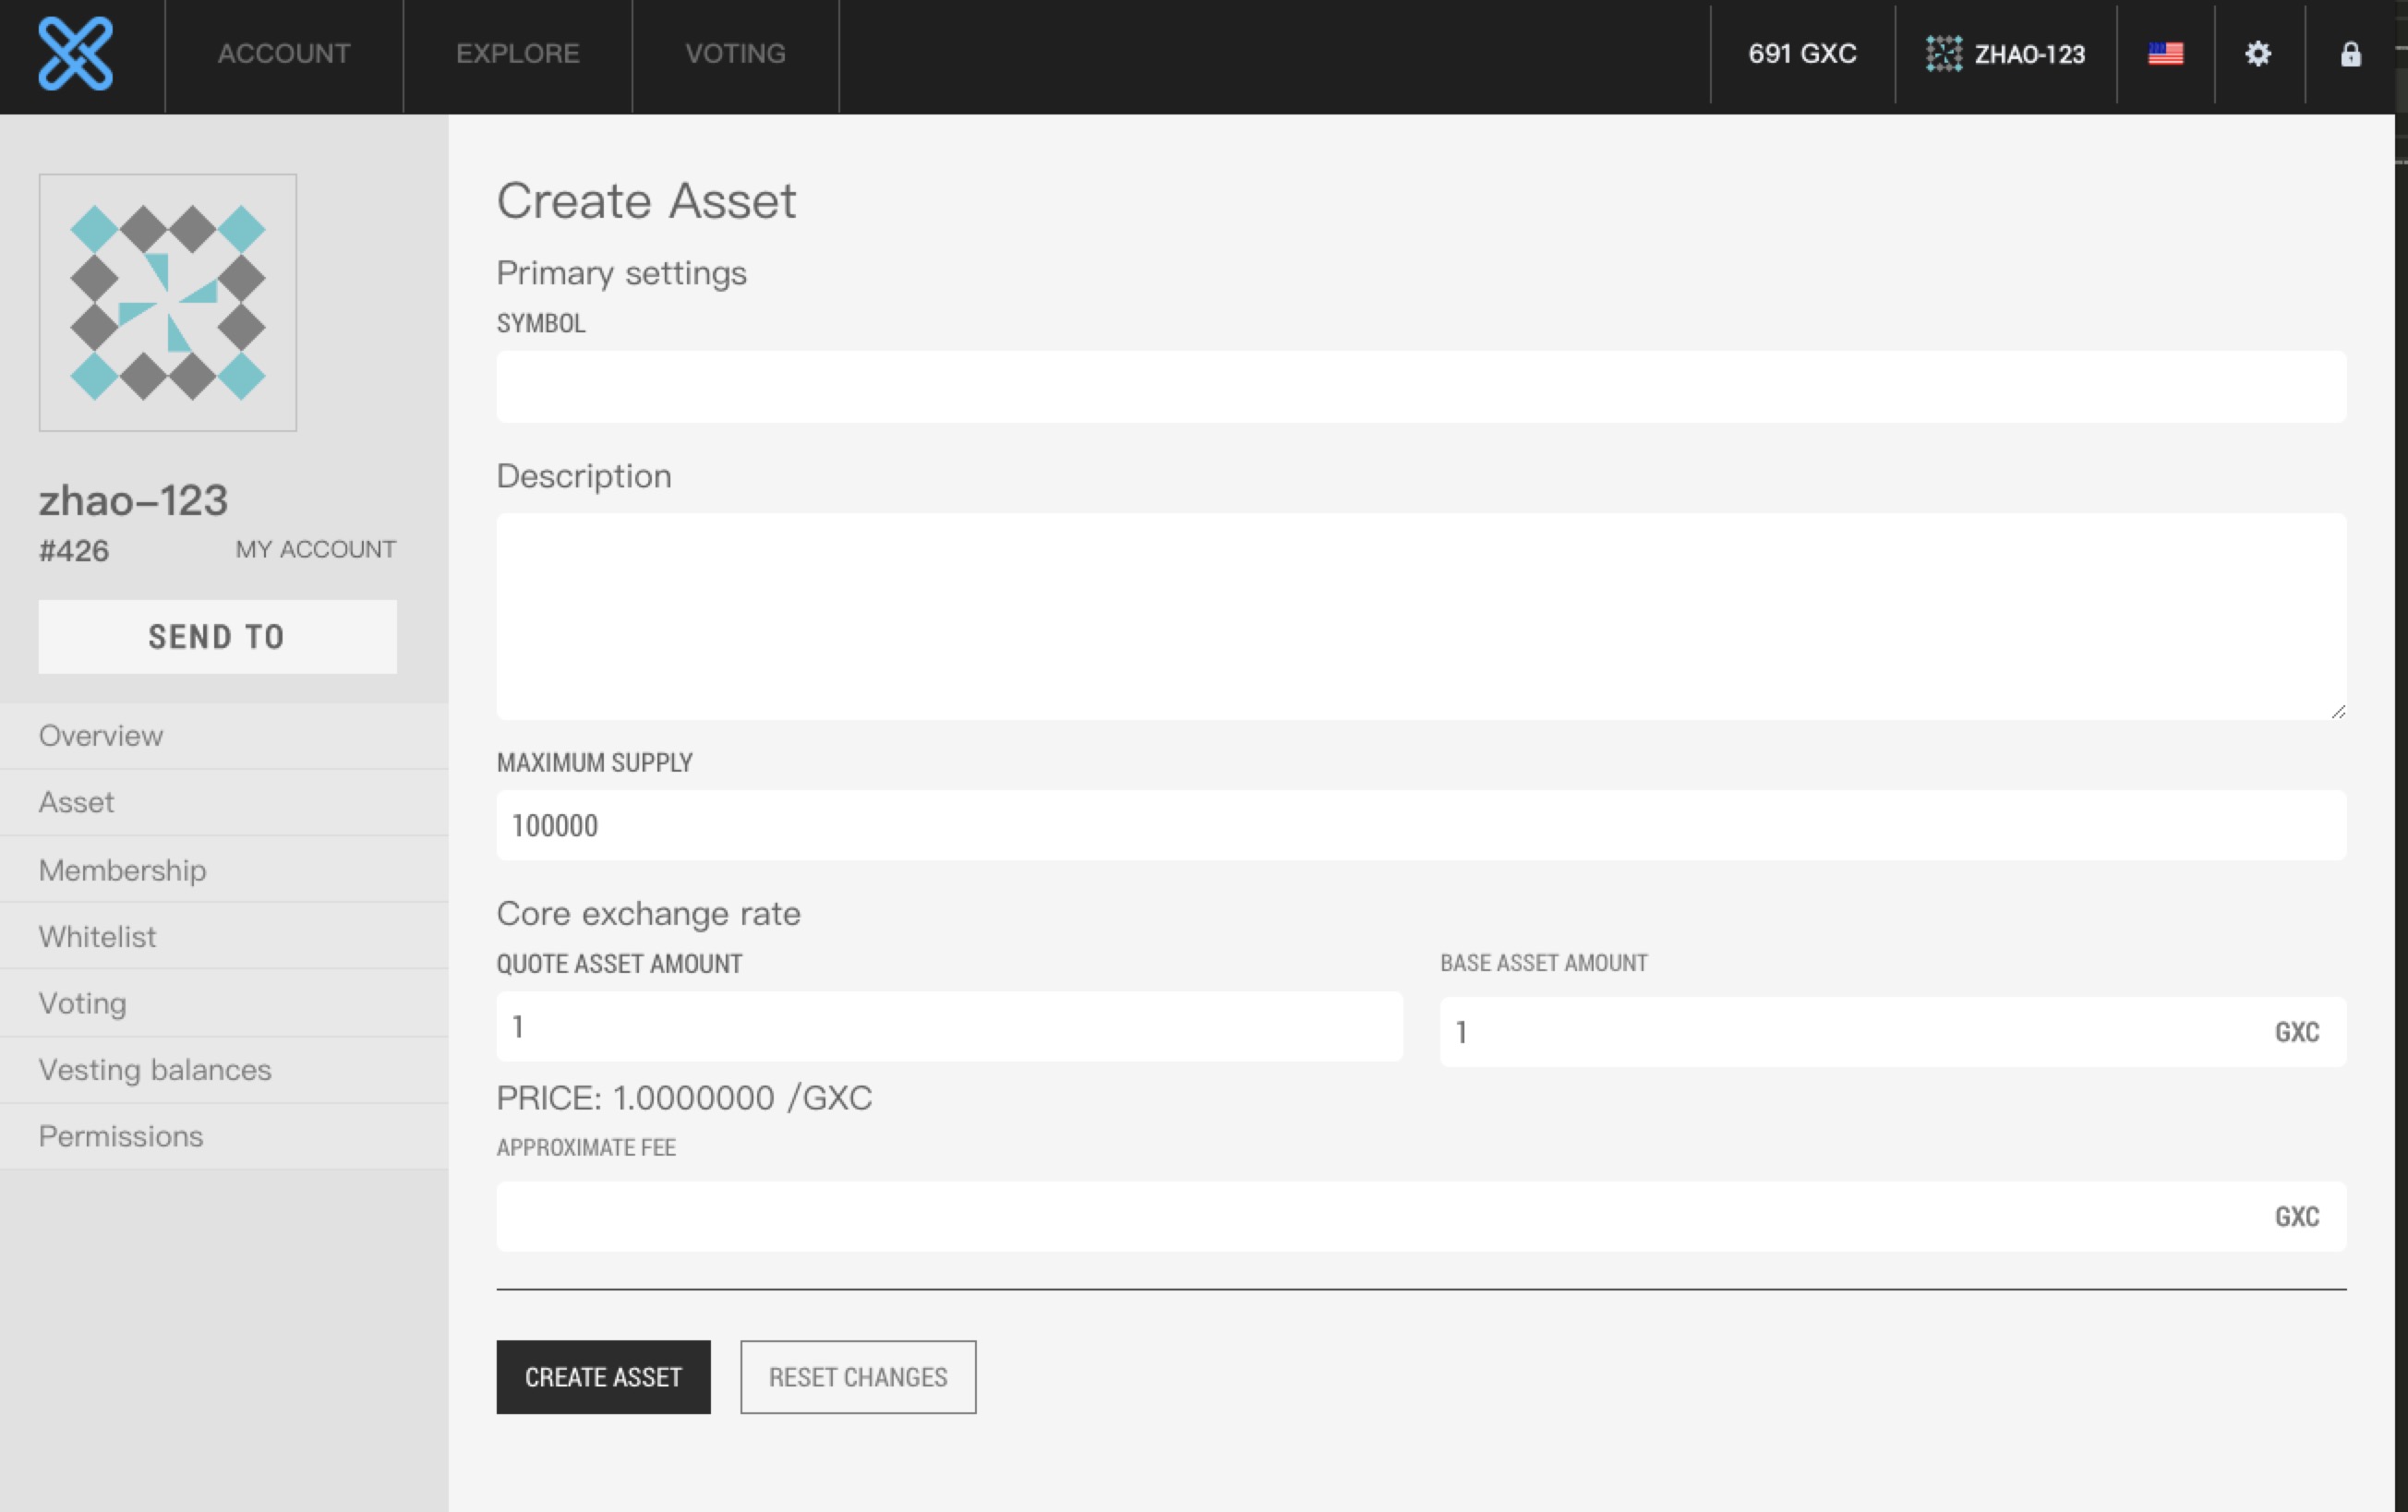 ACCOUNT EXPLORE VOTING 691 GXC ZHAO-123
zhao-123
#426 MY ACCOUNT
SEND TO
Overview
Asset
Membership
Whitelist
Voting
Vesting balances
Permissions
Create Asset
Primary settings
SYMBOL
Description
MAXIMUM SUPPLY
100000
Core exchange rate
QUOTE ASSET AMOUNT BASE ASSET AMOUNT
1 1 GXC
PRICE: 1.0000000 /GXC
APPROXIMATE FEE
GXC
CREATE ASSET RESET CHANGES